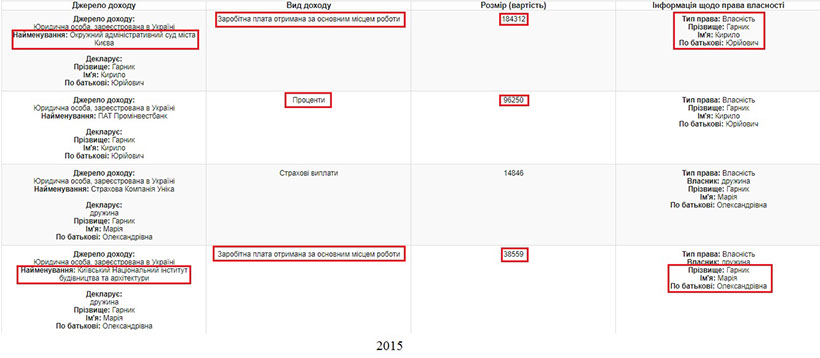 Джерело доходу Вид доходу Розмір (вартість) Інформація щодо права власності
Джерело доходу:
Юридична особа, зареєстрована в Україні
Найменування: Окружний адміністративний суд міста
Києва
Декларує:
Прізвище: Гарник
Ім'я: Кирило
По батькові: Юрійович
Заробітна плата отримана за основним місцем роботи
184312
Тип права: Власність
Прізвище: Гарник
Ім'я: Кирило
По батькові: Юрійович
Джерело доходу:
Юридична особа, зареєстрована в Україні
Найменування: ПАТ Промінвестбанк
Декларує:
Прізвище: Гарник
Ім'я: Кирило
По батькові: Юрійович
Проценти
96250
Тип права: Власність
Прізвище: Гарник
Ім'я: Кирило
По батькові: Юрійович
Джерело доходу:
Юридична особа, зареєстрована в Україні
Найменування: Страхова Компанія Уніка
Декларує:
дружина
Прізвище: Гарник
Ім'я: Марія
По батькові: Олександрівна
Страхові виплати
14846
Тип права: Власність
Власник: дружина
Прізвище: Гарник
Ім'я: Марія
По батькові: Олександрівна
Джерело доходу:
Юридична особа, зареєстрована в Україні
Найменування: Київський Національний інститут
будівництва та архітектури
Декларує:
дружина
Прізвище: Гарник
Ім'я: Марія
По батькові: Олександрівна
Заробітна плата отримана за основним місцем роботи
38559
Тип права: Власність
Власник: дружина
Прізвище: Гарник
Ім'я: Марія
По батькові: Олександрівна
2015